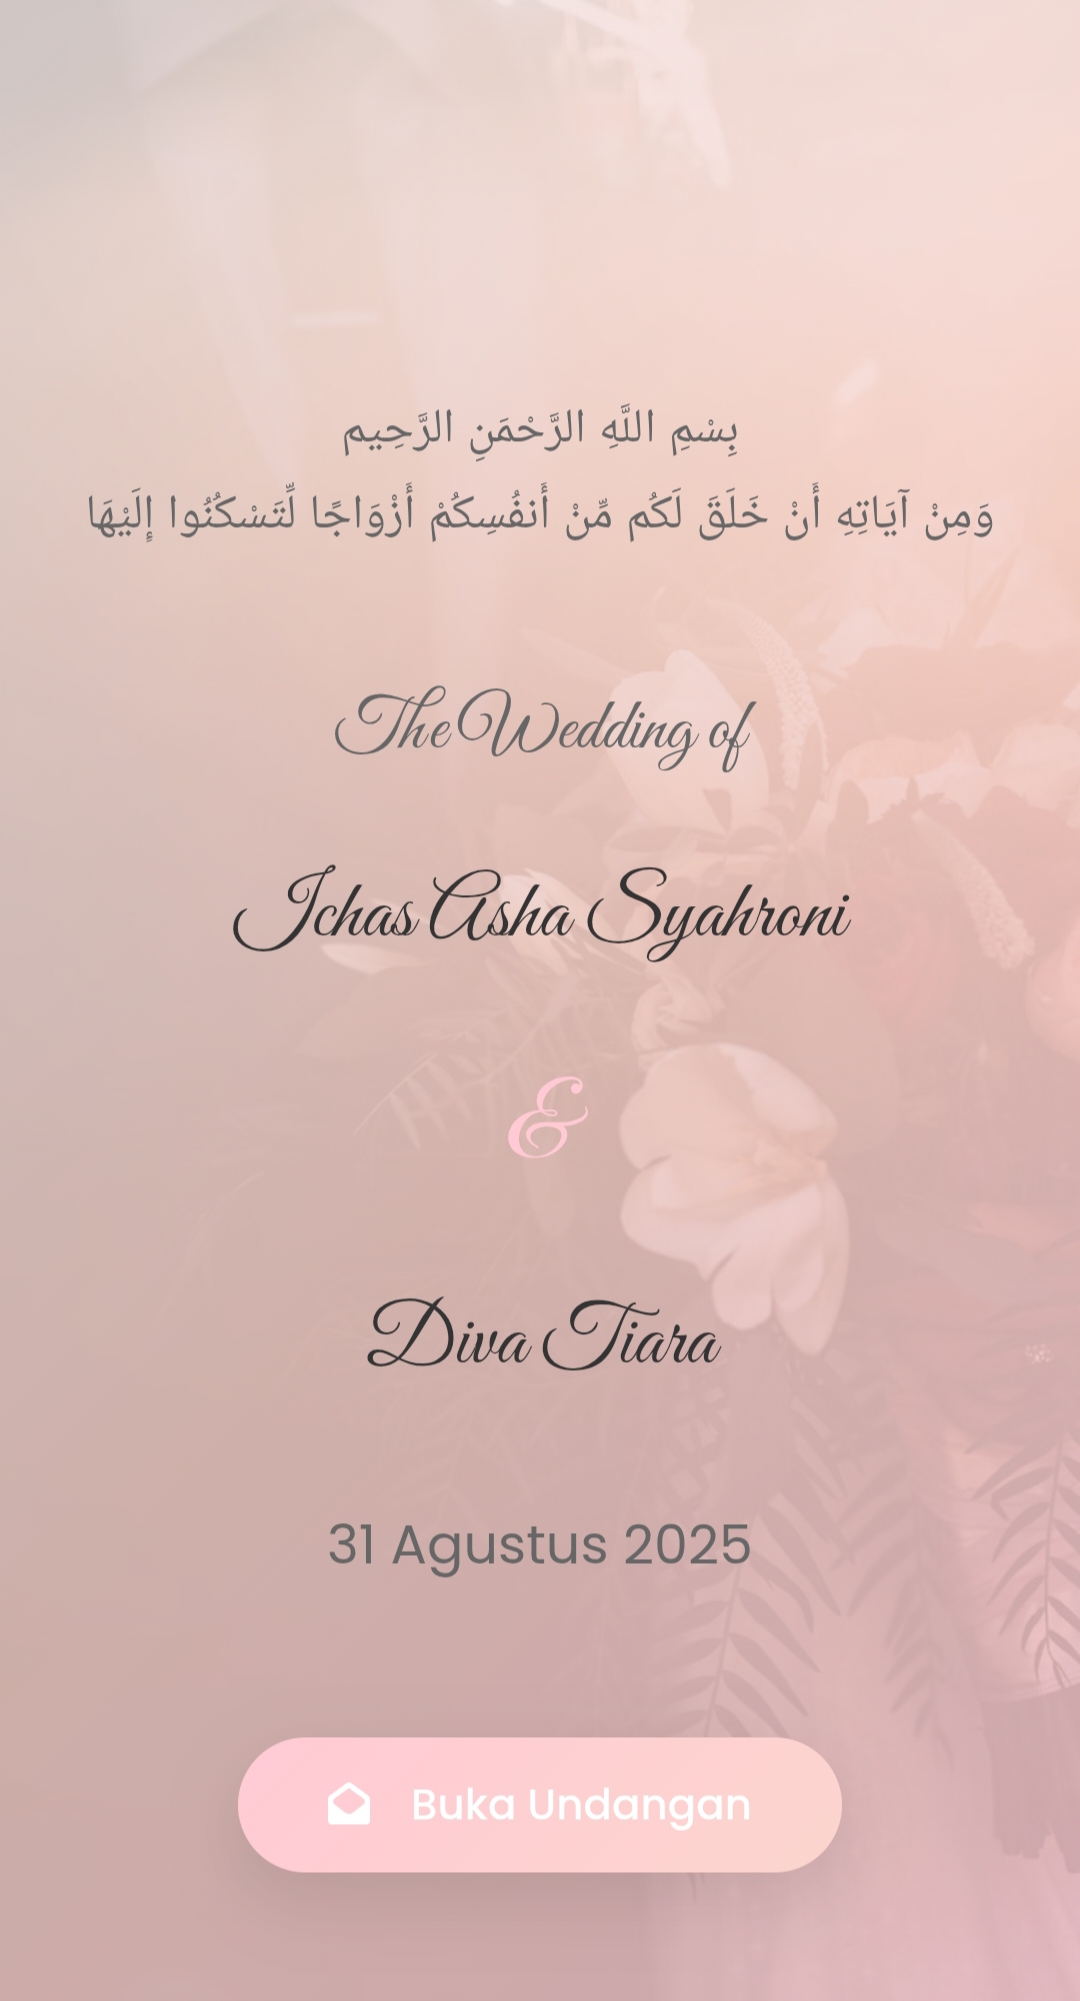 بِسْمِ اللَّهِ الرَّحْمَنِ الرَّحِيم
وَمِنْ آيَاتِهِ أَنْ خَلَقَ لَكُم مِّنْ أَنفُسِكُمْ أَزْوَاجًا لِّتَسْكُنُوا إِلَيْهَا
The Wedding of
Ichas Asha Syahroni
&
Diva Tiara
31 Agustus 2025
Buka Undangan